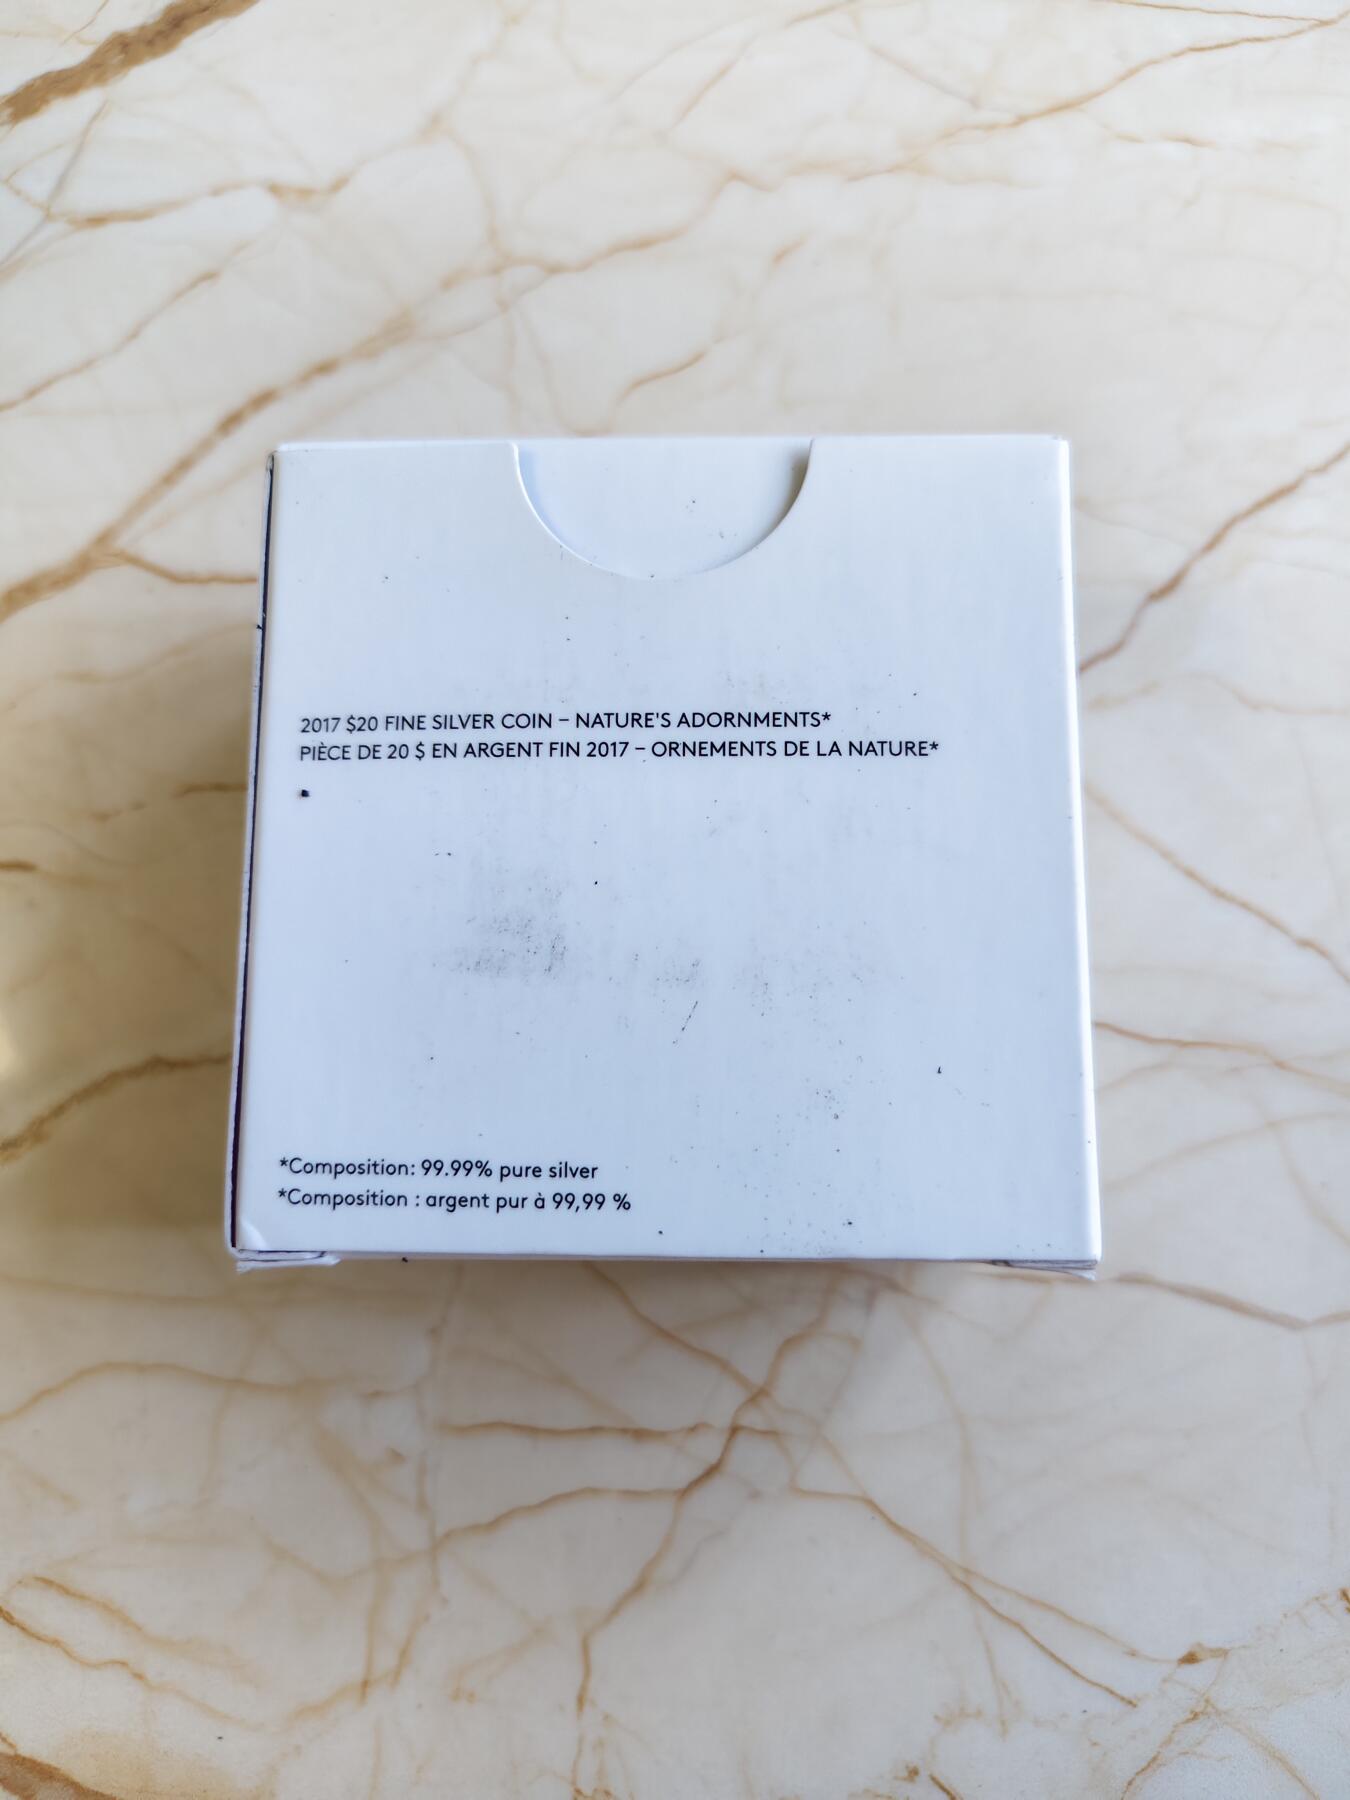 2017 $20 FINE SILVER COIN – NATURE'S ADORNMENTS*
PIÈCE DE 20 $ EN ARGENT FIN 2017 – ORNEMENTS DE LA NATURE*
*Composition: 99.99% pure silver
*Composition : argent pur à 99,99 %